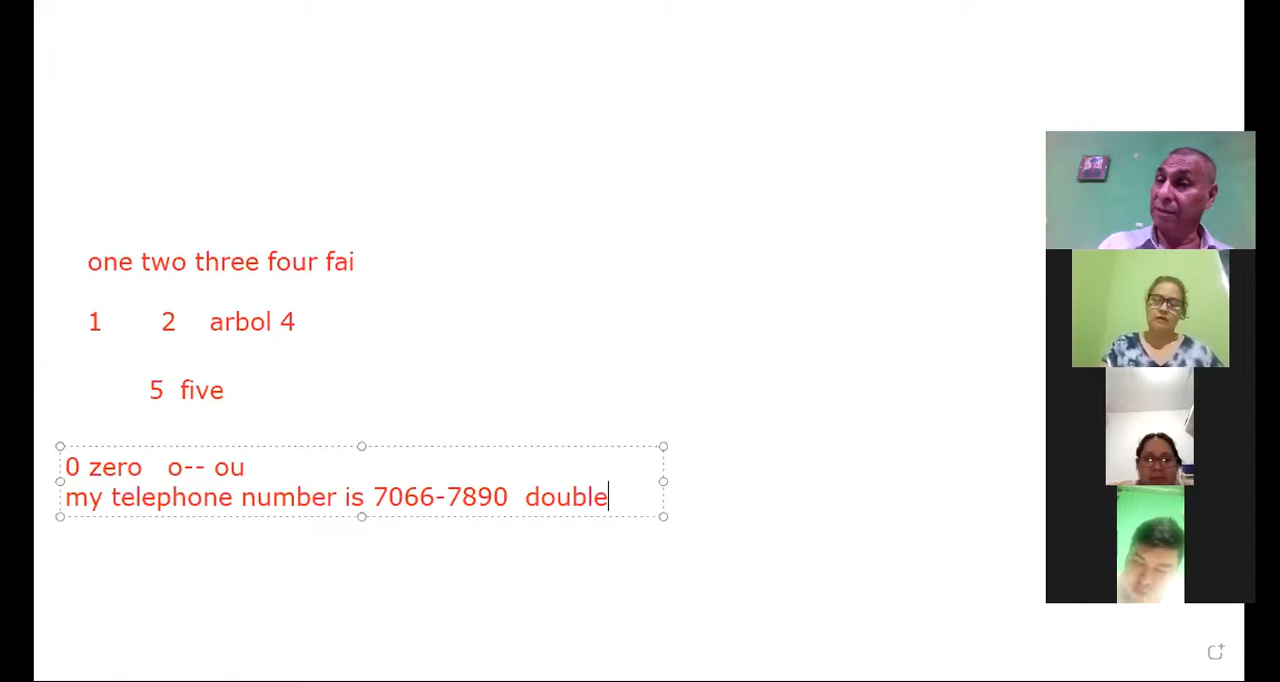 one two three four fai
1 2 arbol 4
5 five
0 zero o-- ou
my telephone number is 7066-7890 double